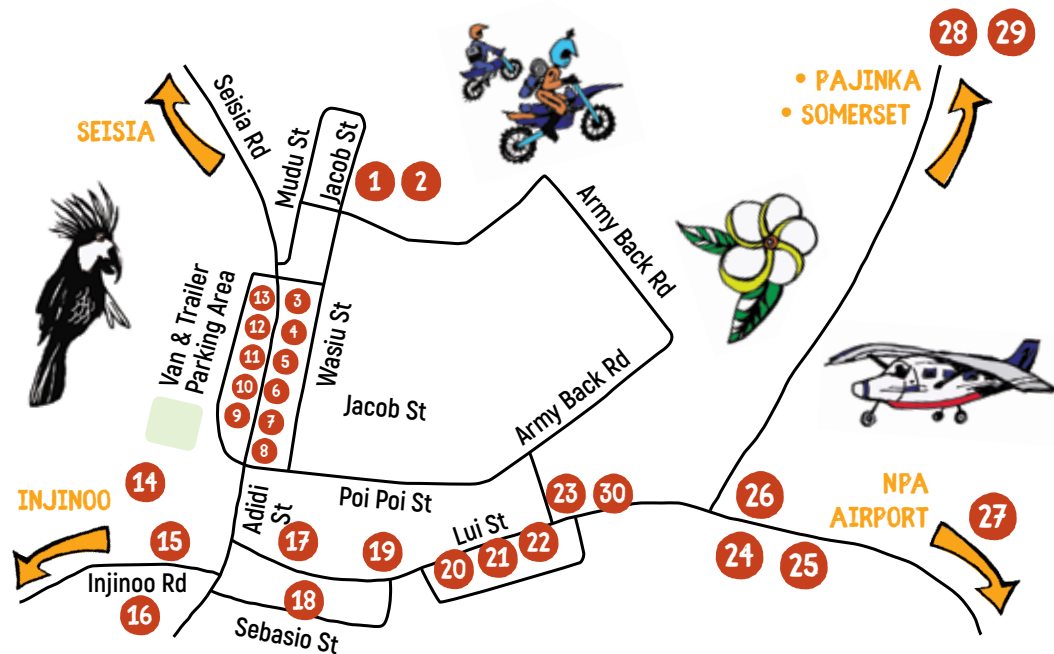 28
29
• PAJINKA
• SOMERSET
SEISIA
Seisia Rd
Mudu St
Jacob St
1
2
Army Back Rd
Van & Trailer
Parking Area
13
3
12
4
11
5
10
6
9
7
8
Wasiu St
Jacob St
Army Back Rd
INJINOO
14
Poi Poi St
Adidi
St
15
Injinoo Rd
16
17
18
19
Sebasio St
Lui St
20
21
22
23
30
26
24
25
NPA
AIRPORT
27